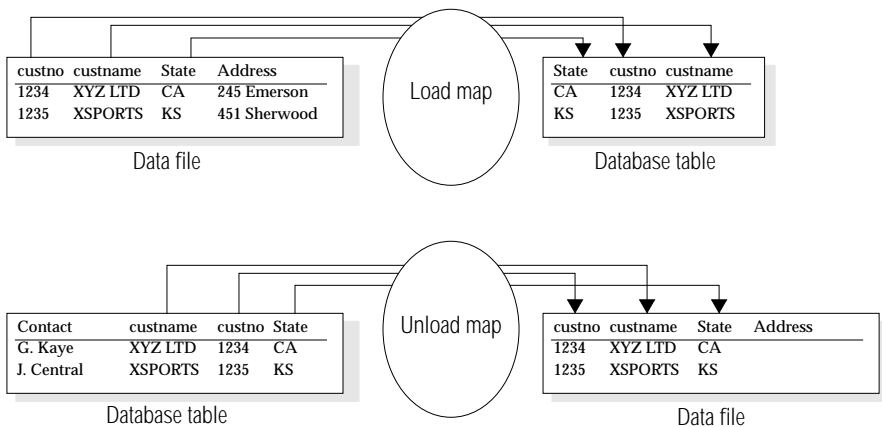 custno custname State Address
1234 XYZ LTD CA 245 Emerson
1235 XSPORTS KS 451 Sherwood
Data file
Load map
State custno custname
CA 1234 XYZ LTD
KS 1235 XSPORTS
Database table
Contact custname custno State
G. Kaye XYZ LTD 1234 CA
J. Central XSPORTS 1235 KS
Database table
Unload map
custno custname State Address
1234 XYZ LTD CA
1235 XSPORTS KS
Data file